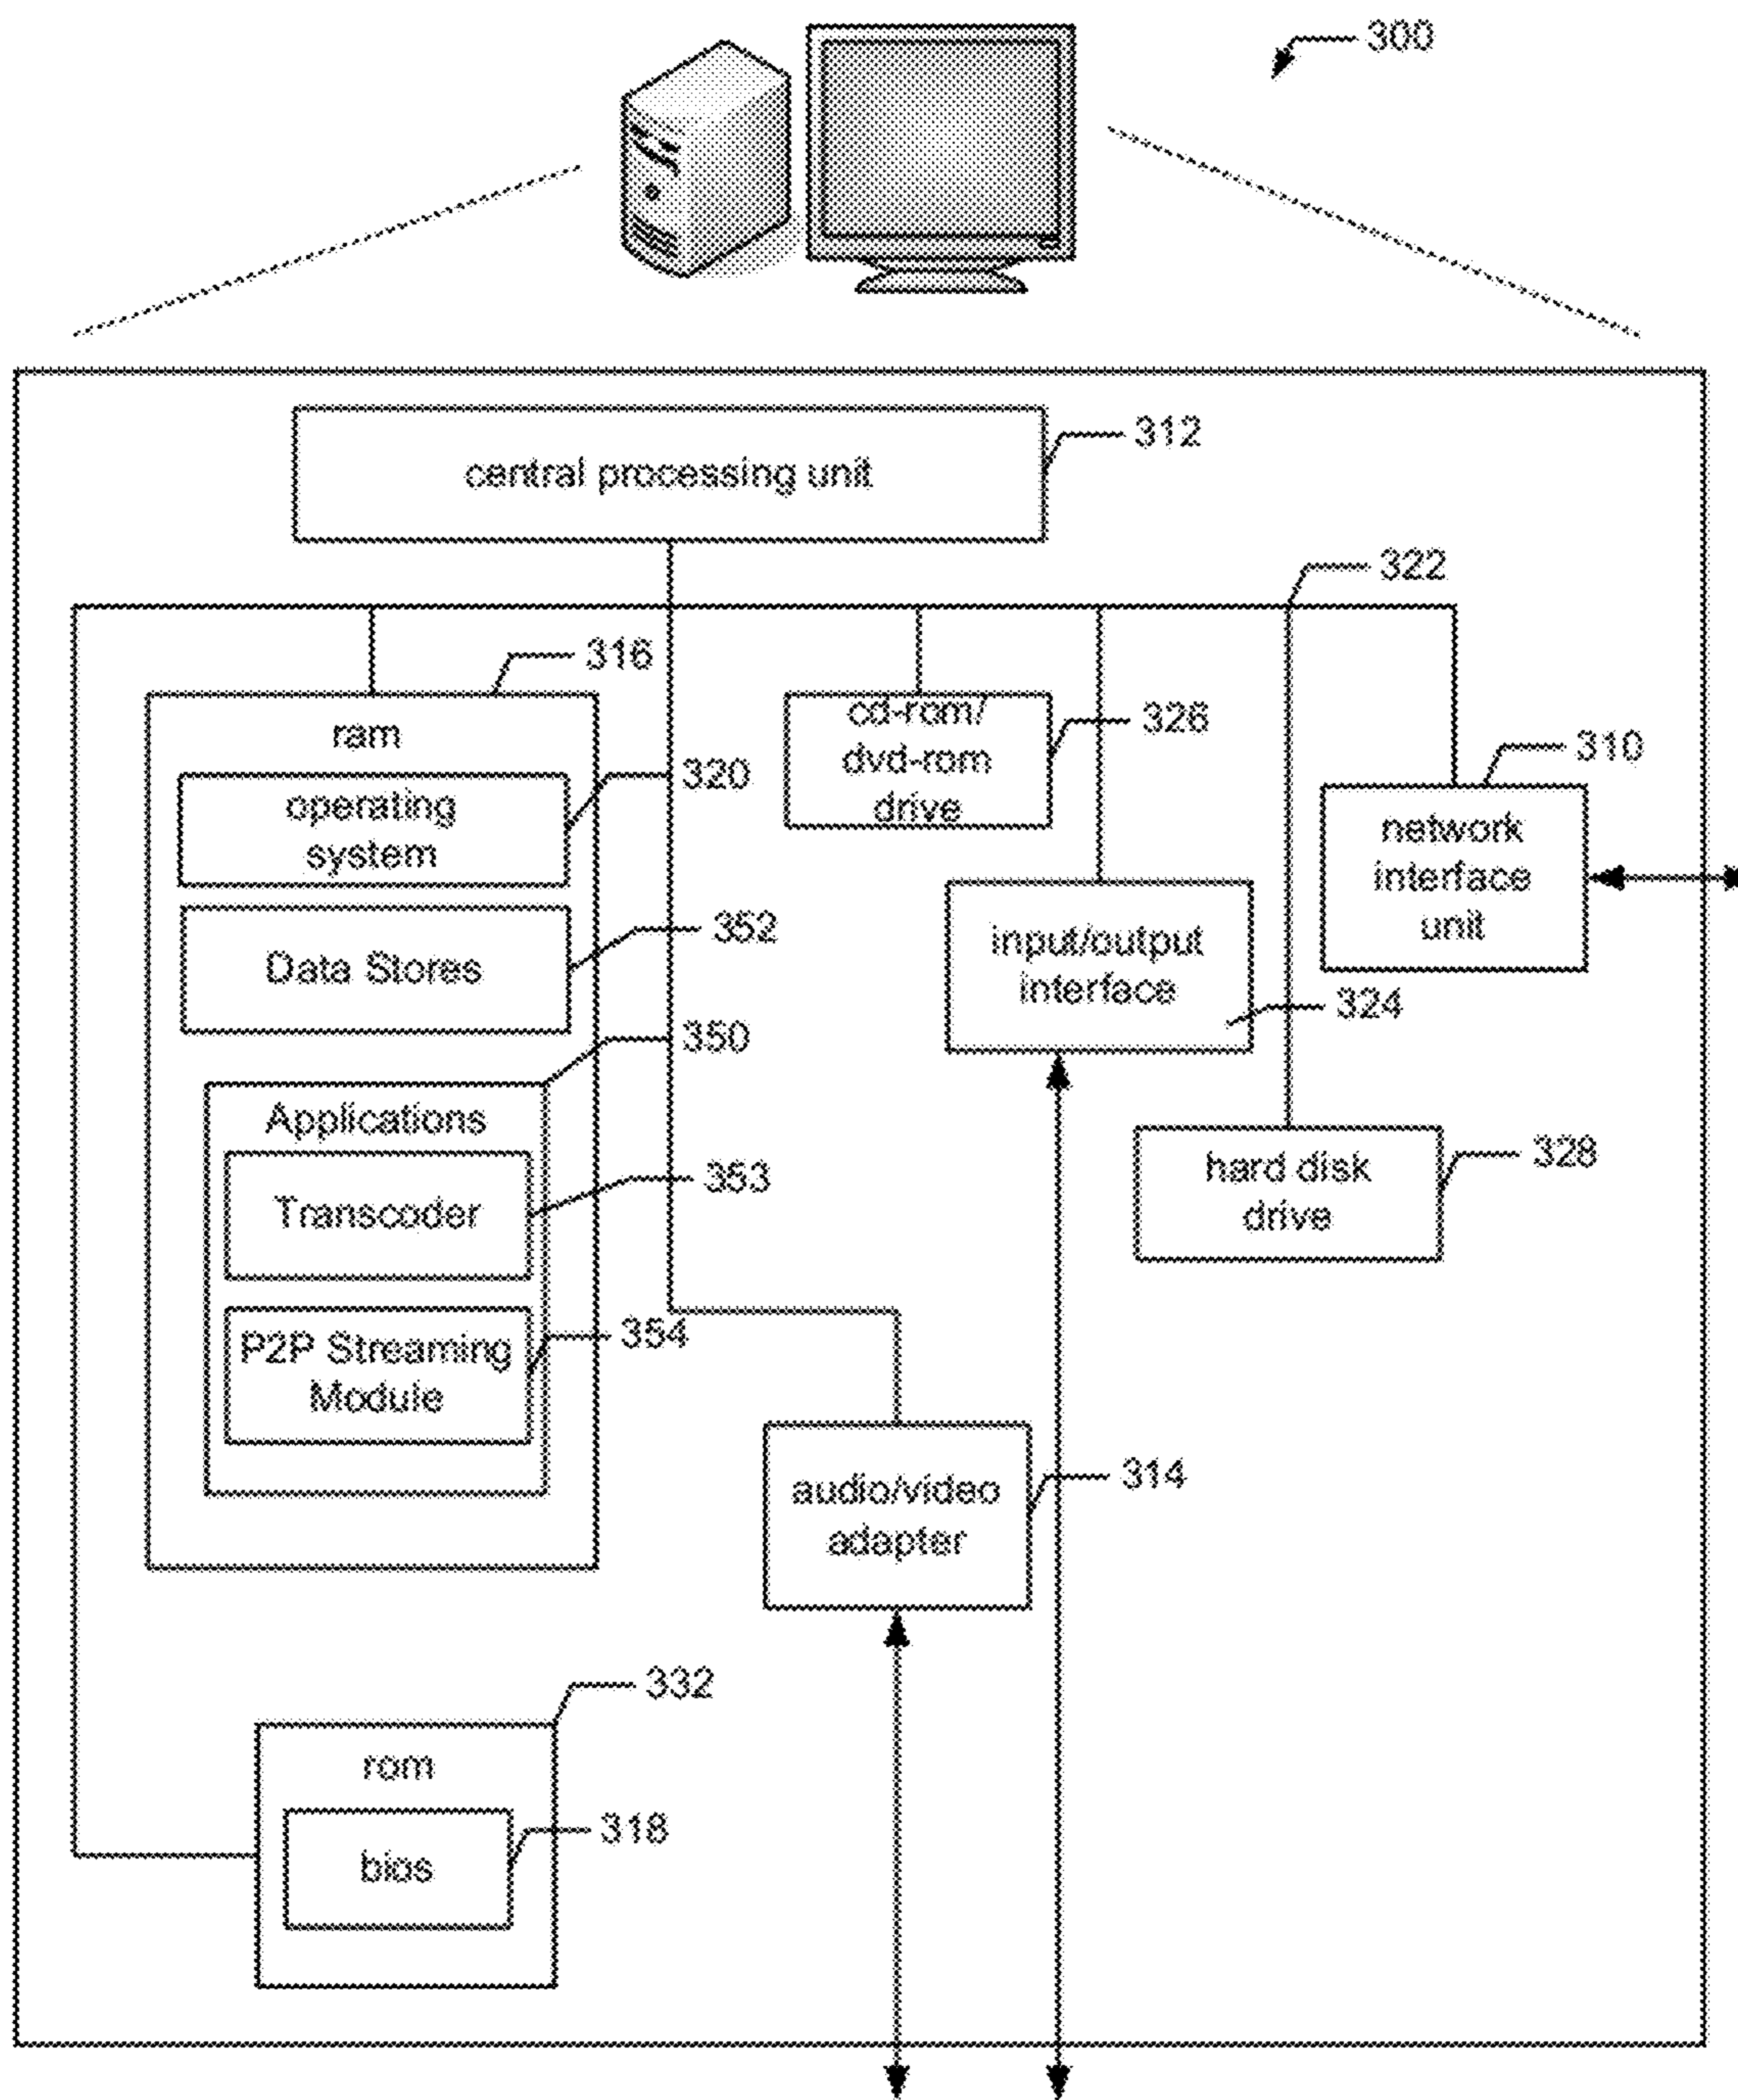 300
central processing unit
312
322
316
ram
operating
system
320
Data Stores
352
350
Applications
Transcoder
353
P2P Streaming
Module
354
cd-rom/
dvd-rom
drive
326
input/output
interface
324
310
network
interface
unit
hard disk
drive
328
audio/video
adapter
314
332
rom
bios
318